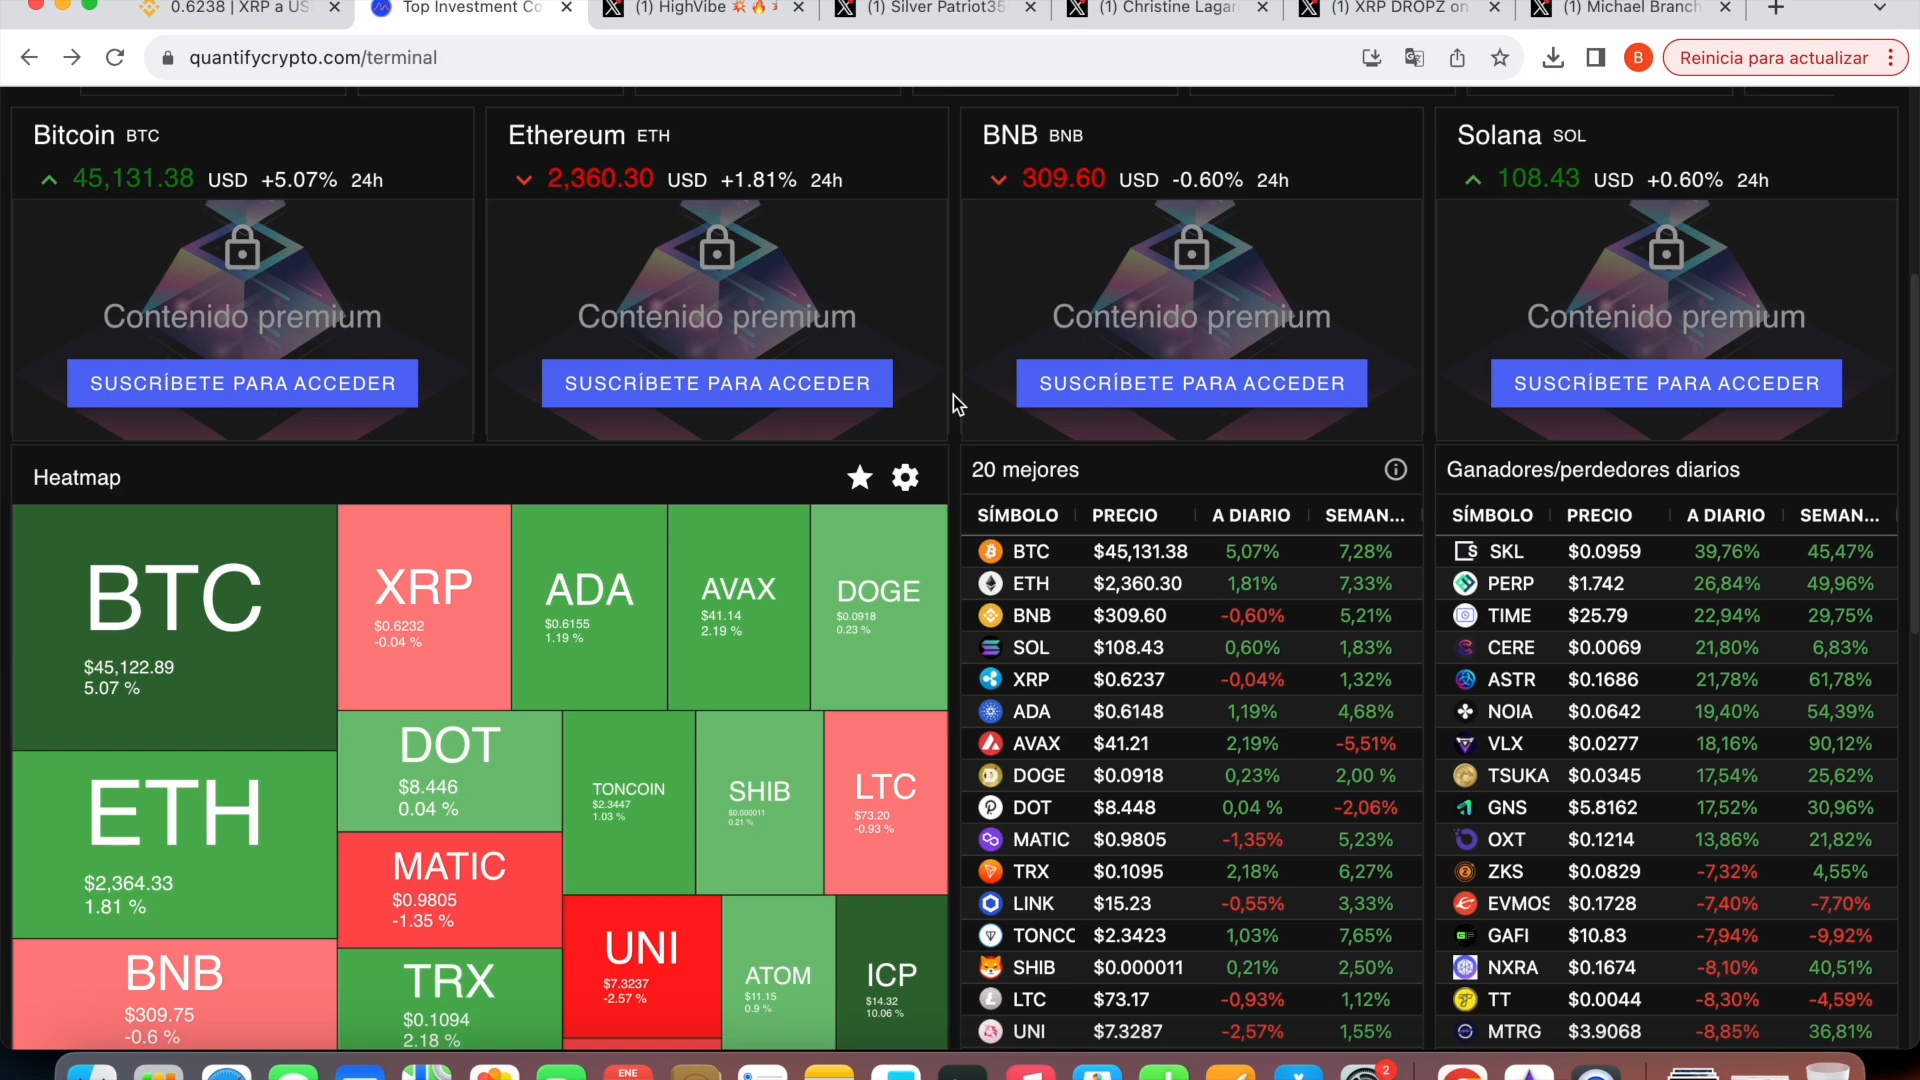 0.6238 | XRP a US
Top Investment Co
(1) HighVibe
(1) Silver Patriot35
(1) Christine Lagar
(1) XRP DROPZ on
(1) Michael Branch
quantifycrypto.com/terminal
B
Reinicia para actualizar
Bitcoin BTC
45,131.38 USD +5.07% 24h
Contenido premium
SUSCRÍBETE PARA ACCEDER
Ethereum ETH
2,360.30 USD +1.81% 24h
Contenido premium
SUSCRÍBETE PARA ACCEDER
BNB BNB
309.60 USD -0.60% 24h
Contenido premium
SUSCRÍBETE PARA ACCEDER
Solana SOL
108.43 USD +0.60% 24h
Contenido premium
SUSCRÍBETE PARA ACCEDER
Heatmap
BTC
$45,122.89
5.07 %
ETH
$2,364.33
1.81 %
BNB
$309.75
-0.6 %
XRP
$0.6232
-0.04 %
ADA
$0.6155
1.19 %
AVAX
$41.14
2.19 %
DOGE
$0.0918
0.23 %
DOT
$8.446
0.04 %
MATIC
$0.9805
-1.35 %
TRX
$0.1094
2.18 %
TONCOIN
$2.3447
1.03 %
SHIB
$0.000011
0.21 %
LTC
$73.20
-0.93 %
UNI
$7.3237
-2.57 %
ATOM
$11.15
0.9 %
ICP
$14.32
10.06 %
20 mejores
SÍMBOLO PRECIO A DIARIO SEMAN...
BTC $45,131.38 5,07% 7,28%
ETH $2,360.30 1,81% 7,33%
BNB $309.60 -0,60% 5,21%
SOL $108.43 0,60% 1,83%
XRP $0.6237 -0,04% 1,32%
ADA $0.6148 1,19% 4,68%
AVAX $41.21 2,19% -5,51%
DOGE $0.0918 0,23% 2,00 %
DOT $8.448 0,04 % -2,06%
MATIC $0.9805 -1,35% 5,23%
TRX $0.1095 2,18% 6,27%
LINK $15.23 -0,55% 3,33%
TONCC $2.3423 1,03% 7,65%
SHIB $0.000011 0,21% 2,50%
LTC $73.17 -0,93% 1,12%
UNI $7.3287 -2,57% 1,55%
Ganadores/perdedores diarios
SÍMBOLO PRECIO A DIARIO SEMAN...
SKL $0.0959 39,76% 45,47%
PERP $1.742 26,84% 49,96%
TIME $25.79 22,94% 29,75%
CERE $0.0069 21,80% 6,83%
ASTR $0.1686 21,78% 61,78%
NOIA $0.0642 19,40% 54,39%
VLX $0.0277 18,16% 90,12%
TSUKA $0.0345 17,54% 25,62%
GNS $5.8162 17,52% 30,96%
OXT $0.1214 13,86% 21,82%
ZKS $0.0829 -7,32% 4,55%
EVMOS $0.1728 -7,40% -7,70%
GAFI $10.83 -7,94% -9,92%
NXRA $0.1674 -8,10% 40,51%
TT $0.0044 -8,30% -4,59%
MTRG $3.9068 -8,85% 36,81%
ENE
2